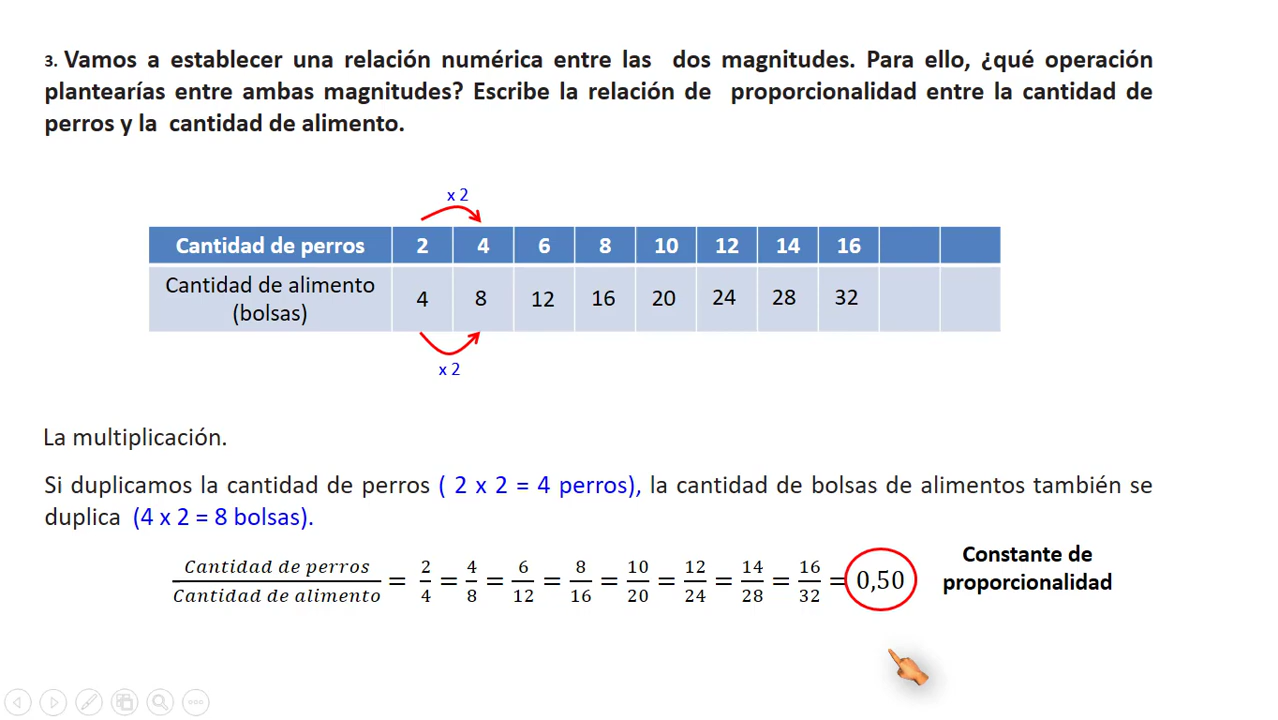 3. Vamos a establecer una relación numérica entre las dos magnitudes. Para ello, ¿qué operación
plantearías entre ambas magnitudes? Escribe la relación de proporcionalidad entre la cantidad de
perros y la cantidad de alimento.
x 2
Cantidad de perros 2 4 6 8 10 12 14 16
Cantidad de alimento
(bolsas) 4 8 12 16 20 24 28 32
x 2
La multiplicación.
Si duplicamos la cantidad de perros ( 2 x 2 = 4 perros), la cantidad de bolsas de alimentos también se
duplica (4 x 2 = 8 bolsas).
Cantidad de perros / Cantidad de alimento = 2/4 = 4/8 = 6/12 = 8/16 = 10/20 = 12/24 = 14/28 = 16/32 = 0,50
Constante de
proporcionalidad